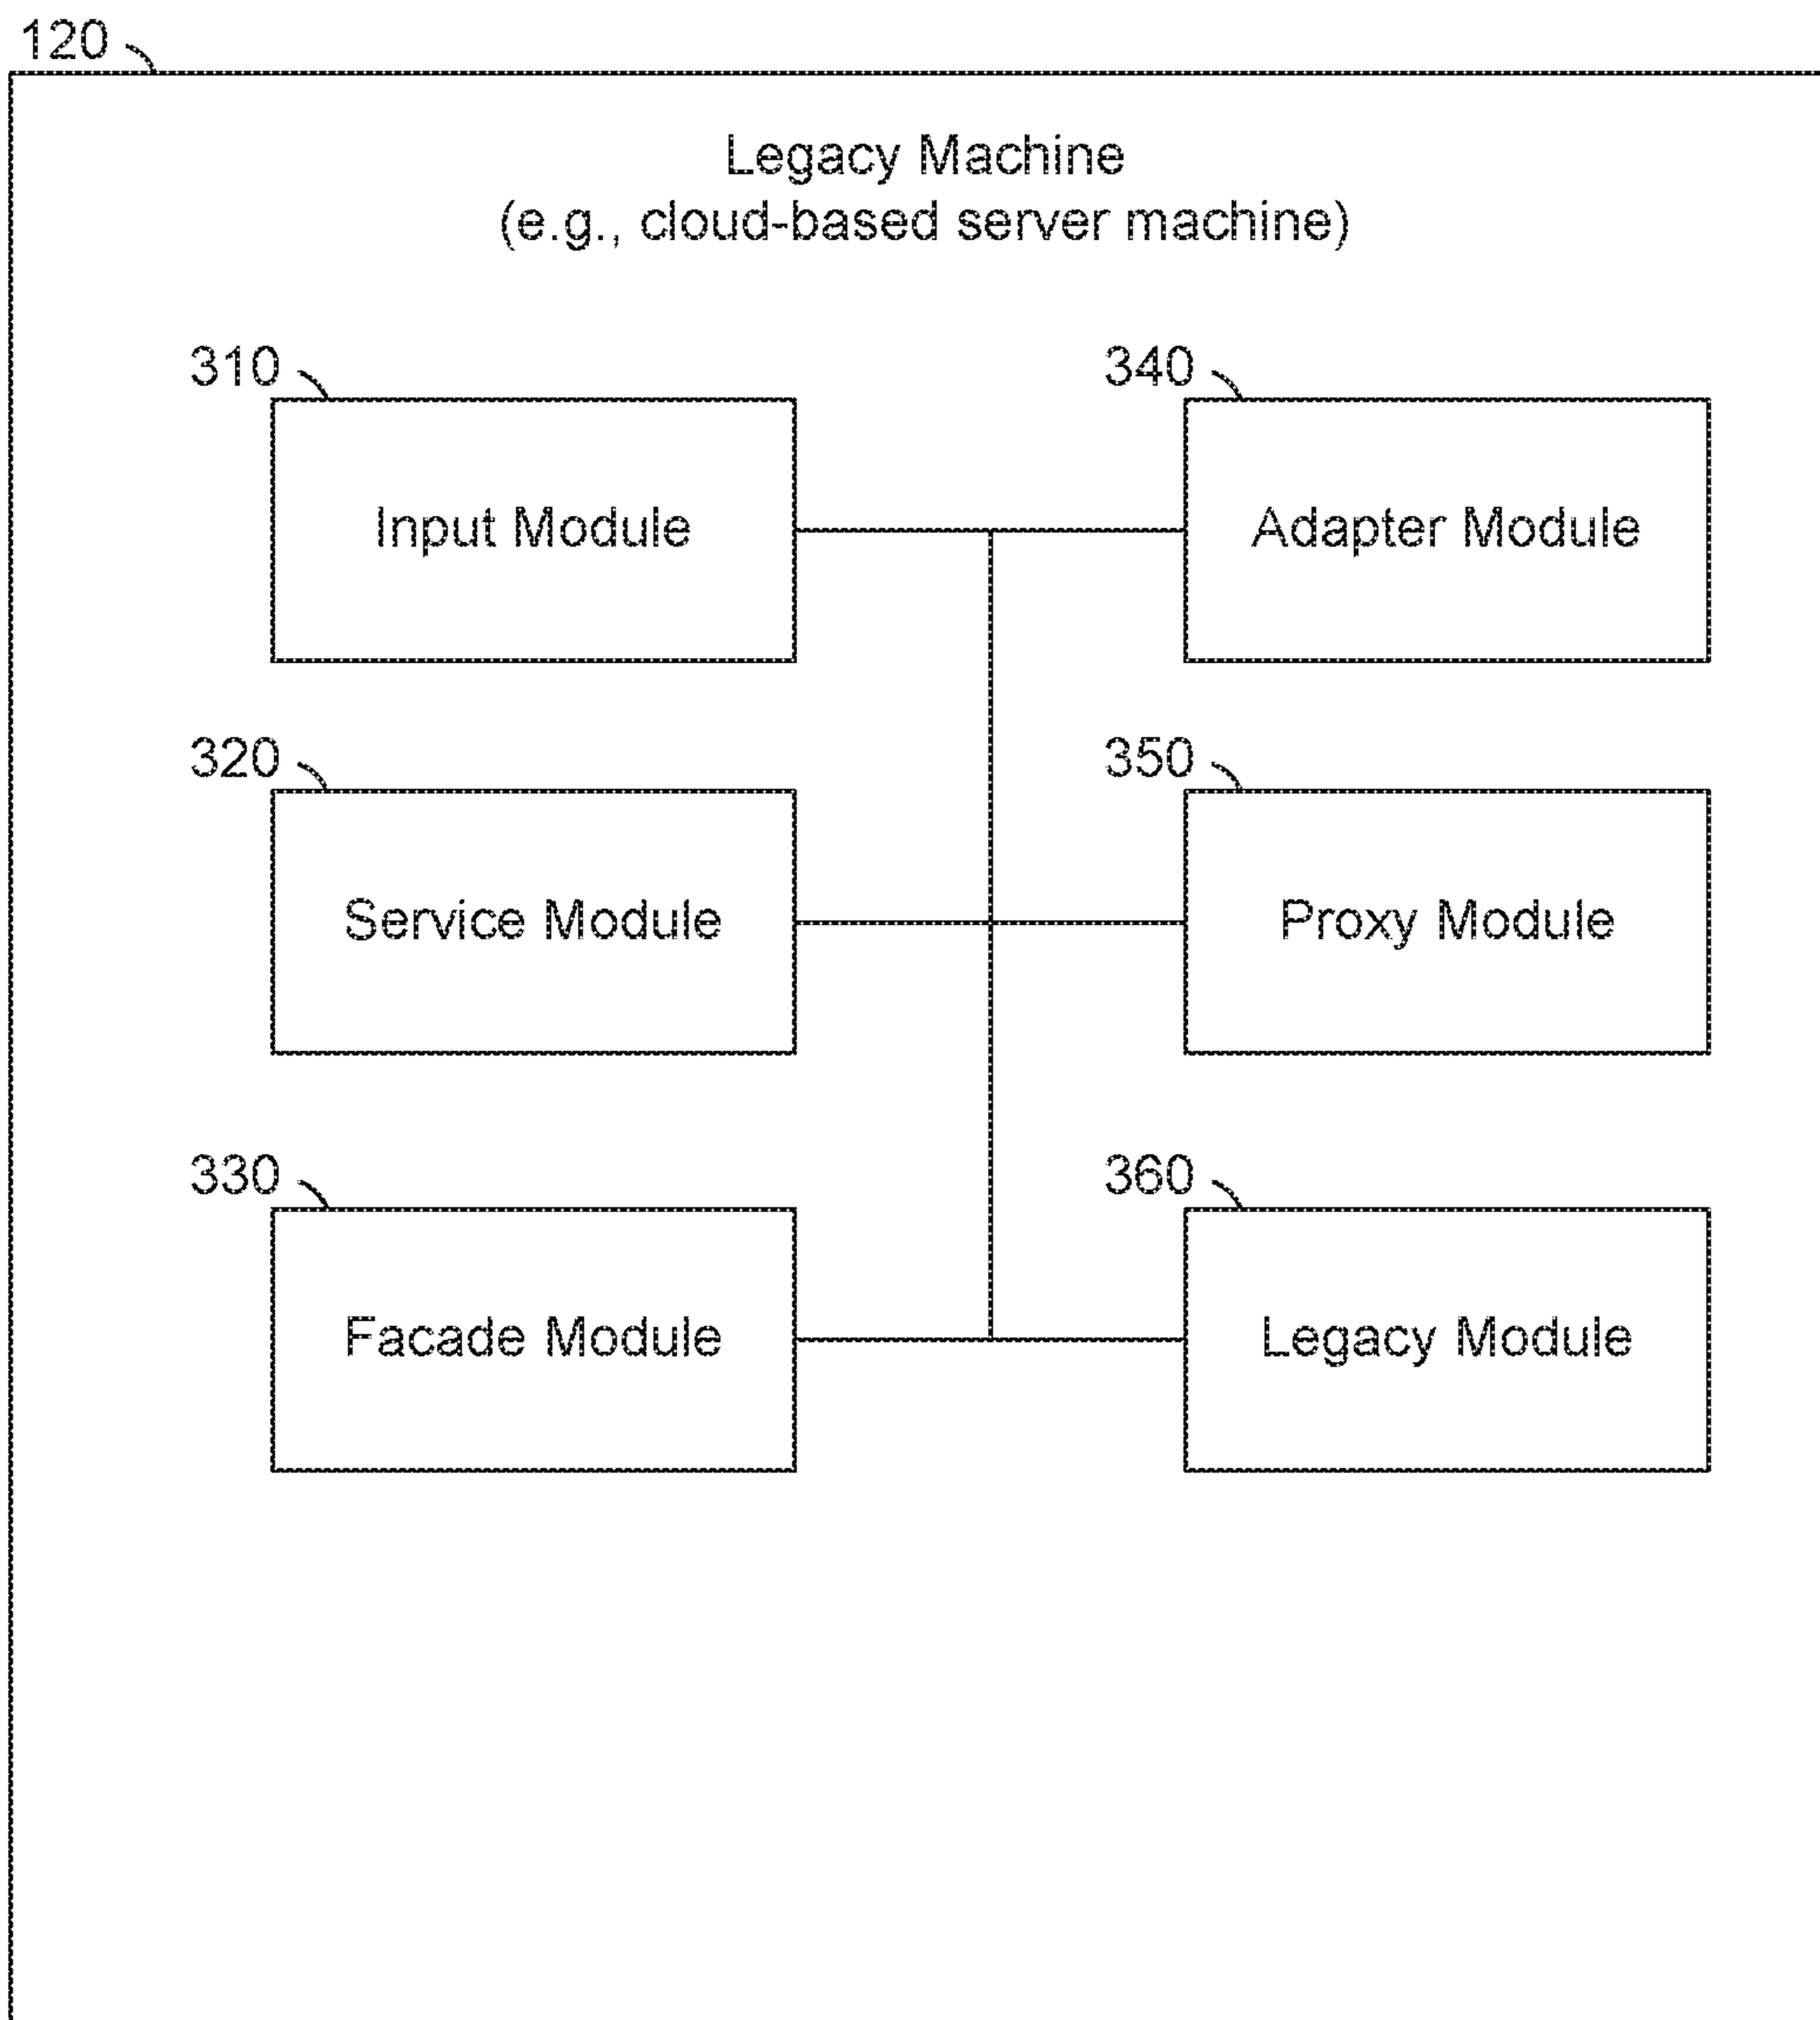 120
Legacy Machine
(e.g., cloud-based server machine)
310
Input Module
340
Adapter Module
320
Service Module
350
Proxy Module
330
Facade Module
360
Legacy Module